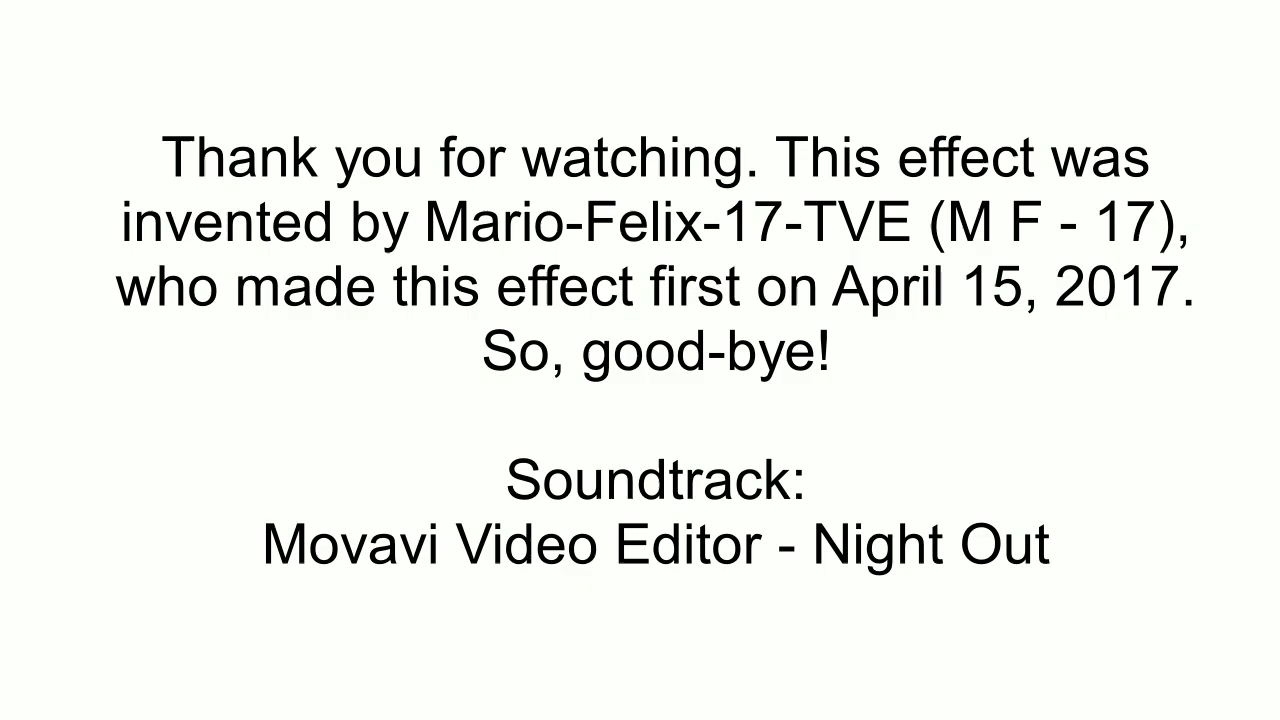 Thank you for watching. This effect was
invented by Mario-Felix-17-TVE (M F - 17),
who made this effect first on April 15, 2017.
So, good-bye!
Soundtrack:
Movavi Video Editor - Night Out